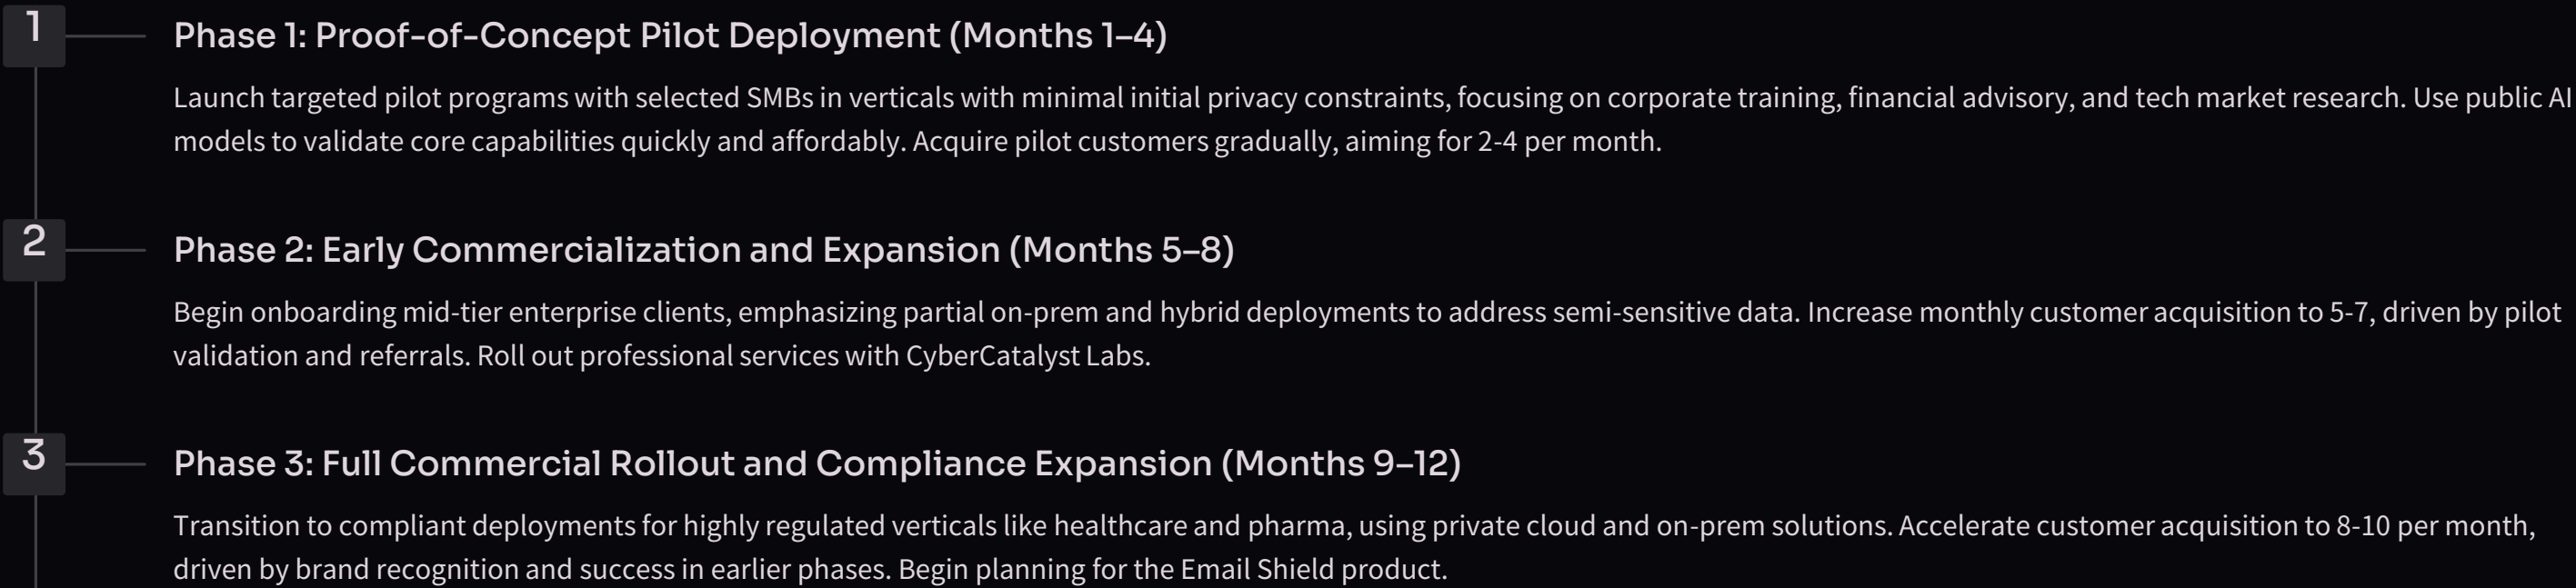 1
Phase 1: Proof-of-Concept Pilot Deployment (Months 1–4)
Launch targeted pilot programs with selected SMBs in verticals with minimal initial privacy constraints, focusing on corporate training, financial advisory, and tech market research. Use public AI
models to validate core capabilities quickly and affordably. Acquire pilot customers gradually, aiming for 2-4 per month.
2
Phase 2: Early Commercialization and Expansion (Months 5–8)
Begin onboarding mid-tier enterprise clients, emphasizing partial on-prem and hybrid deployments to address semi-sensitive data. Increase monthly customer acquisition to 5-7, driven by pilot
validation and referrals. Roll out professional services with CyberCatalyst Labs.
3
Phase 3: Full Commercial Rollout and Compliance Expansion (Months 9–12)
Transition to compliant deployments for highly regulated verticals like healthcare and pharma, using private cloud and on-prem solutions. Accelerate customer acquisition to 8-10 per month,
driven by brand recognition and success in earlier phases. Begin planning for the Email Shield product.